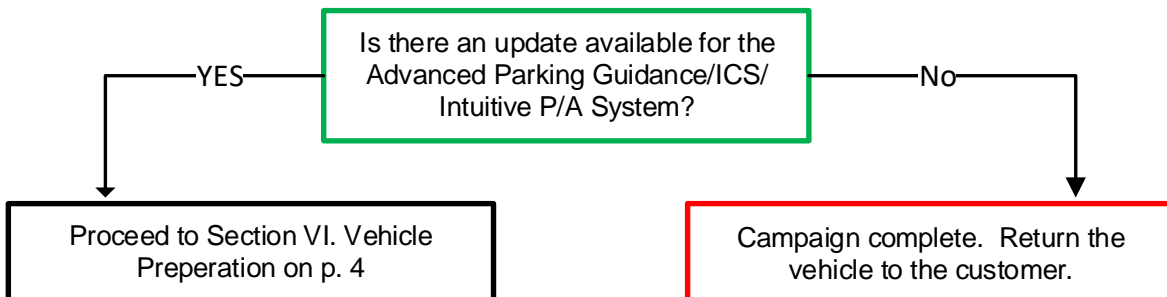 Is there an update available for the
Advanced Parking Guidance/ICS/
Intuitive P/A System?
YES
No
Proceed to Section VI. Vehicle
Preperation on p. 4
Campaign complete.  Return the
vehicle to the customer.